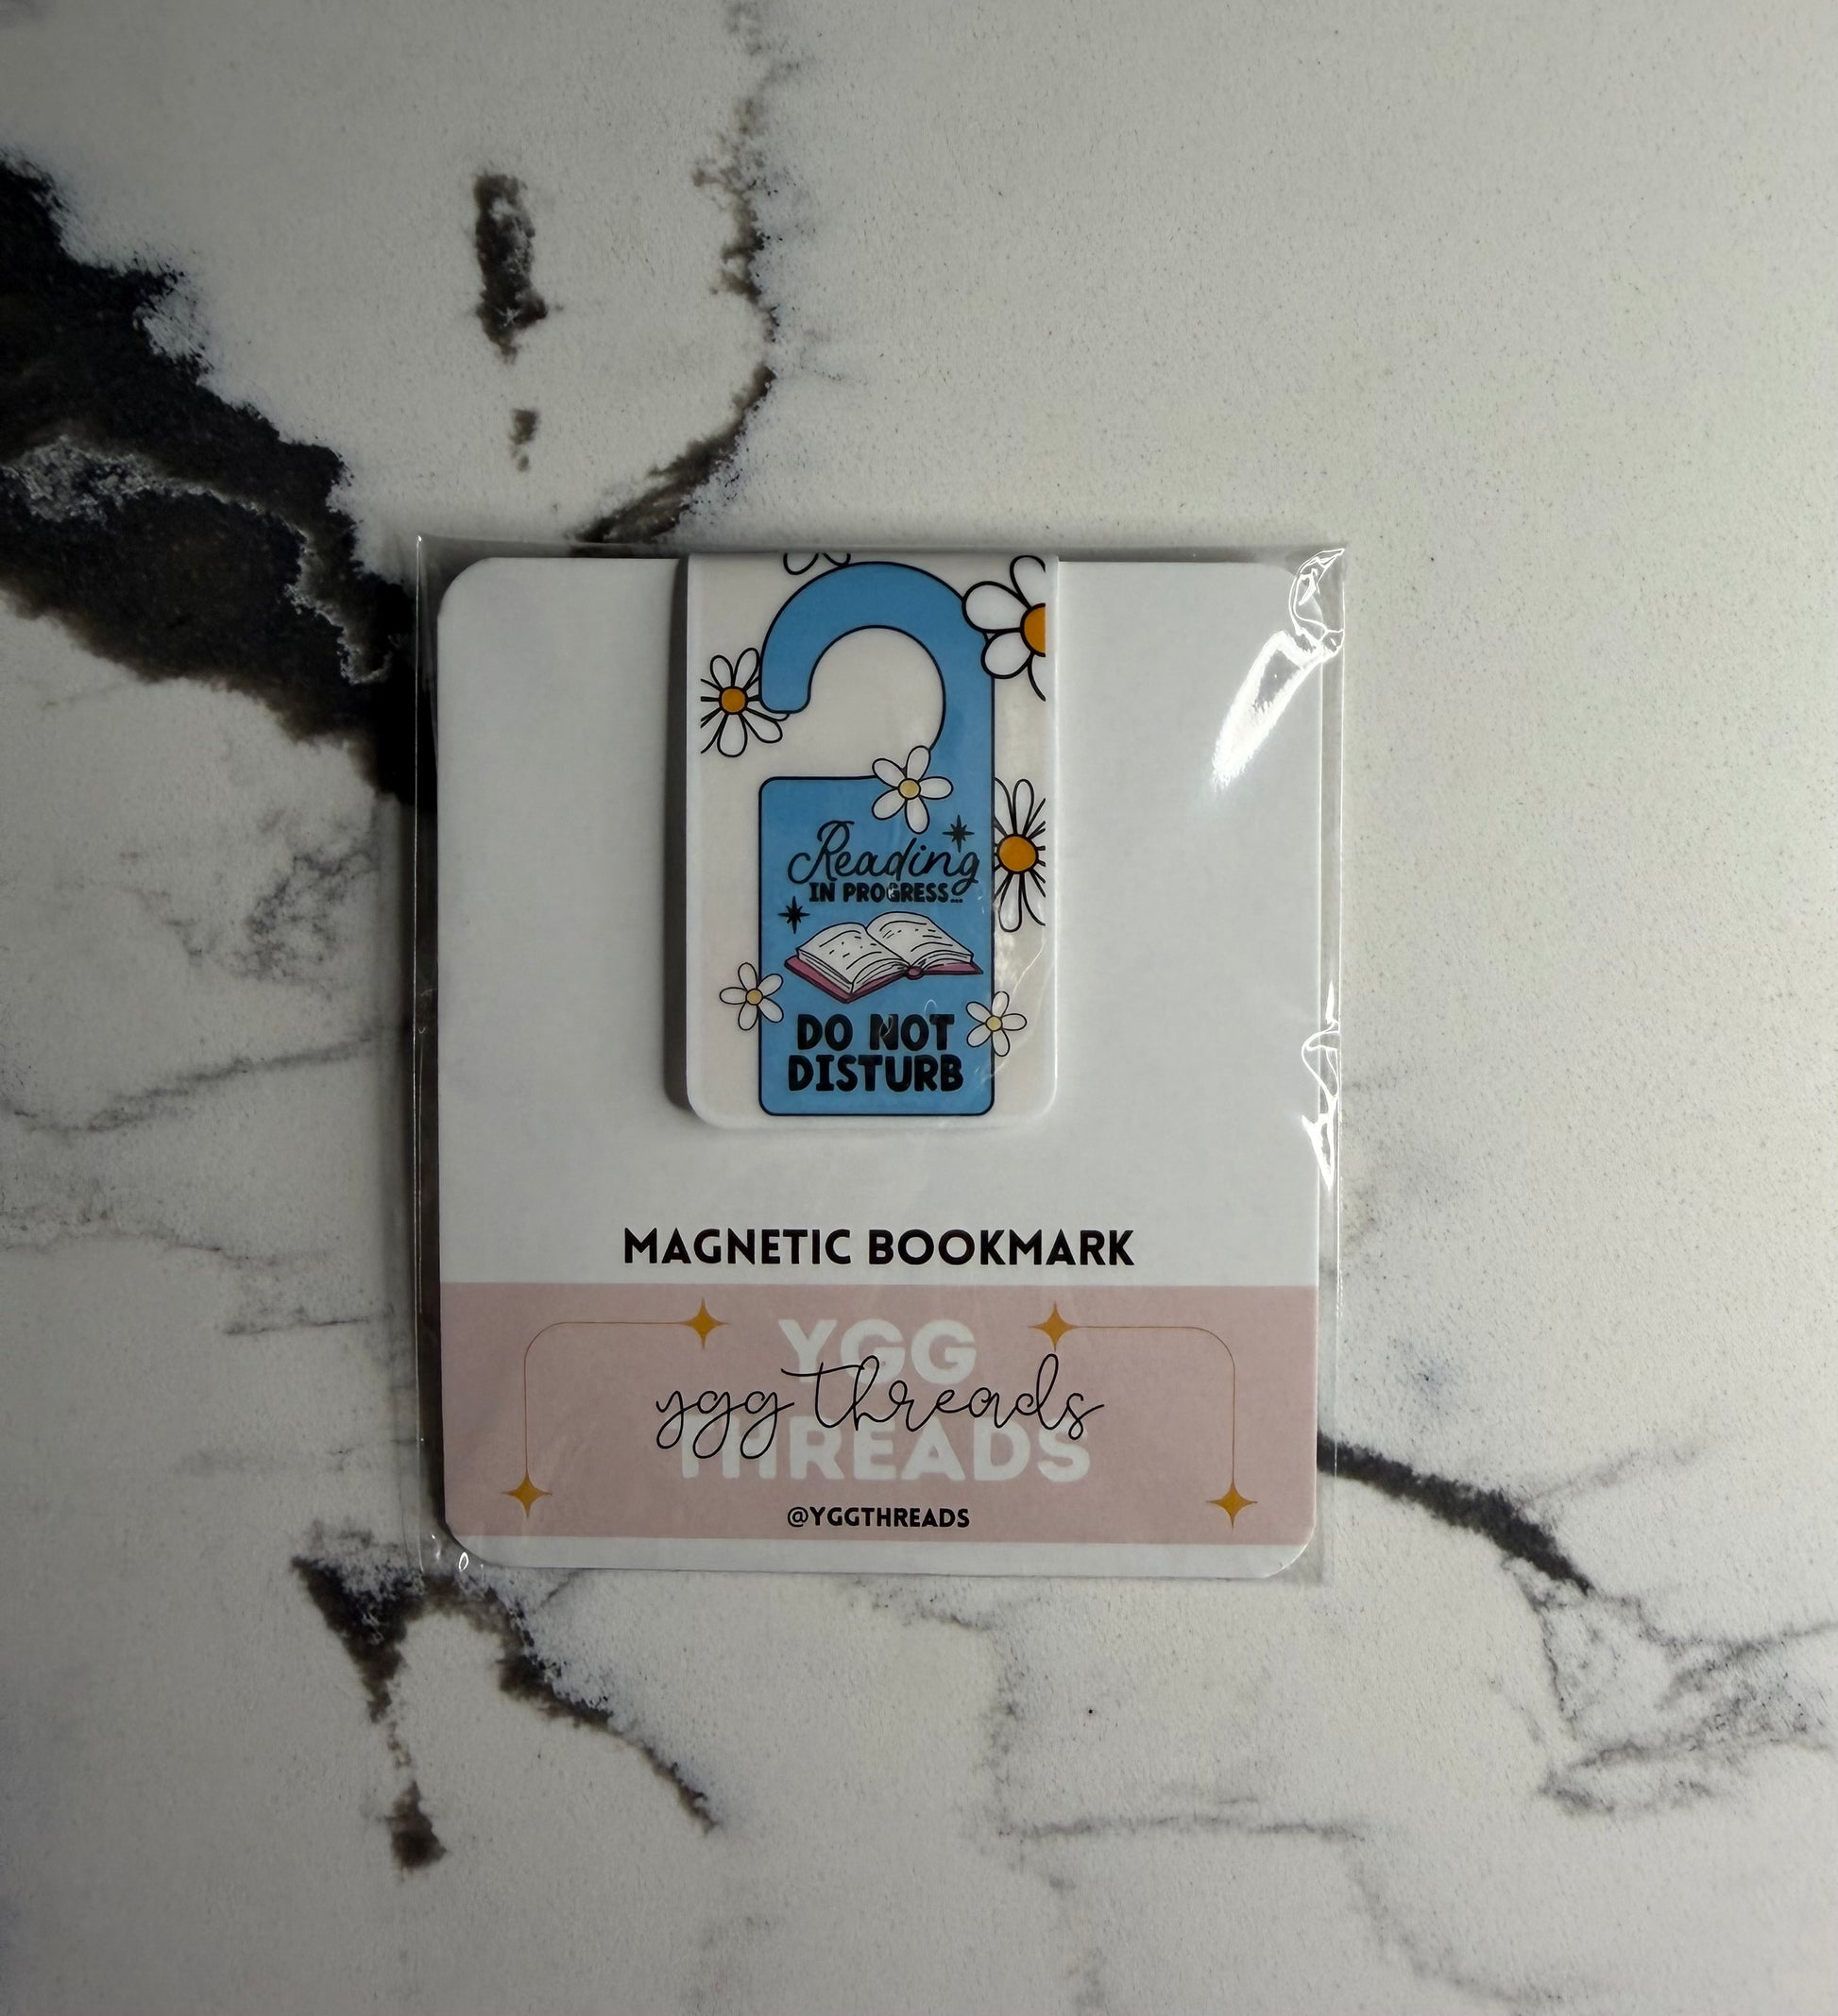 Reading
IN PROGRESS...
DO NOT
DISTURB
MAGNETIC BOOKMARK
YGG
ygg threads
THREADS
@YGGTHREADS